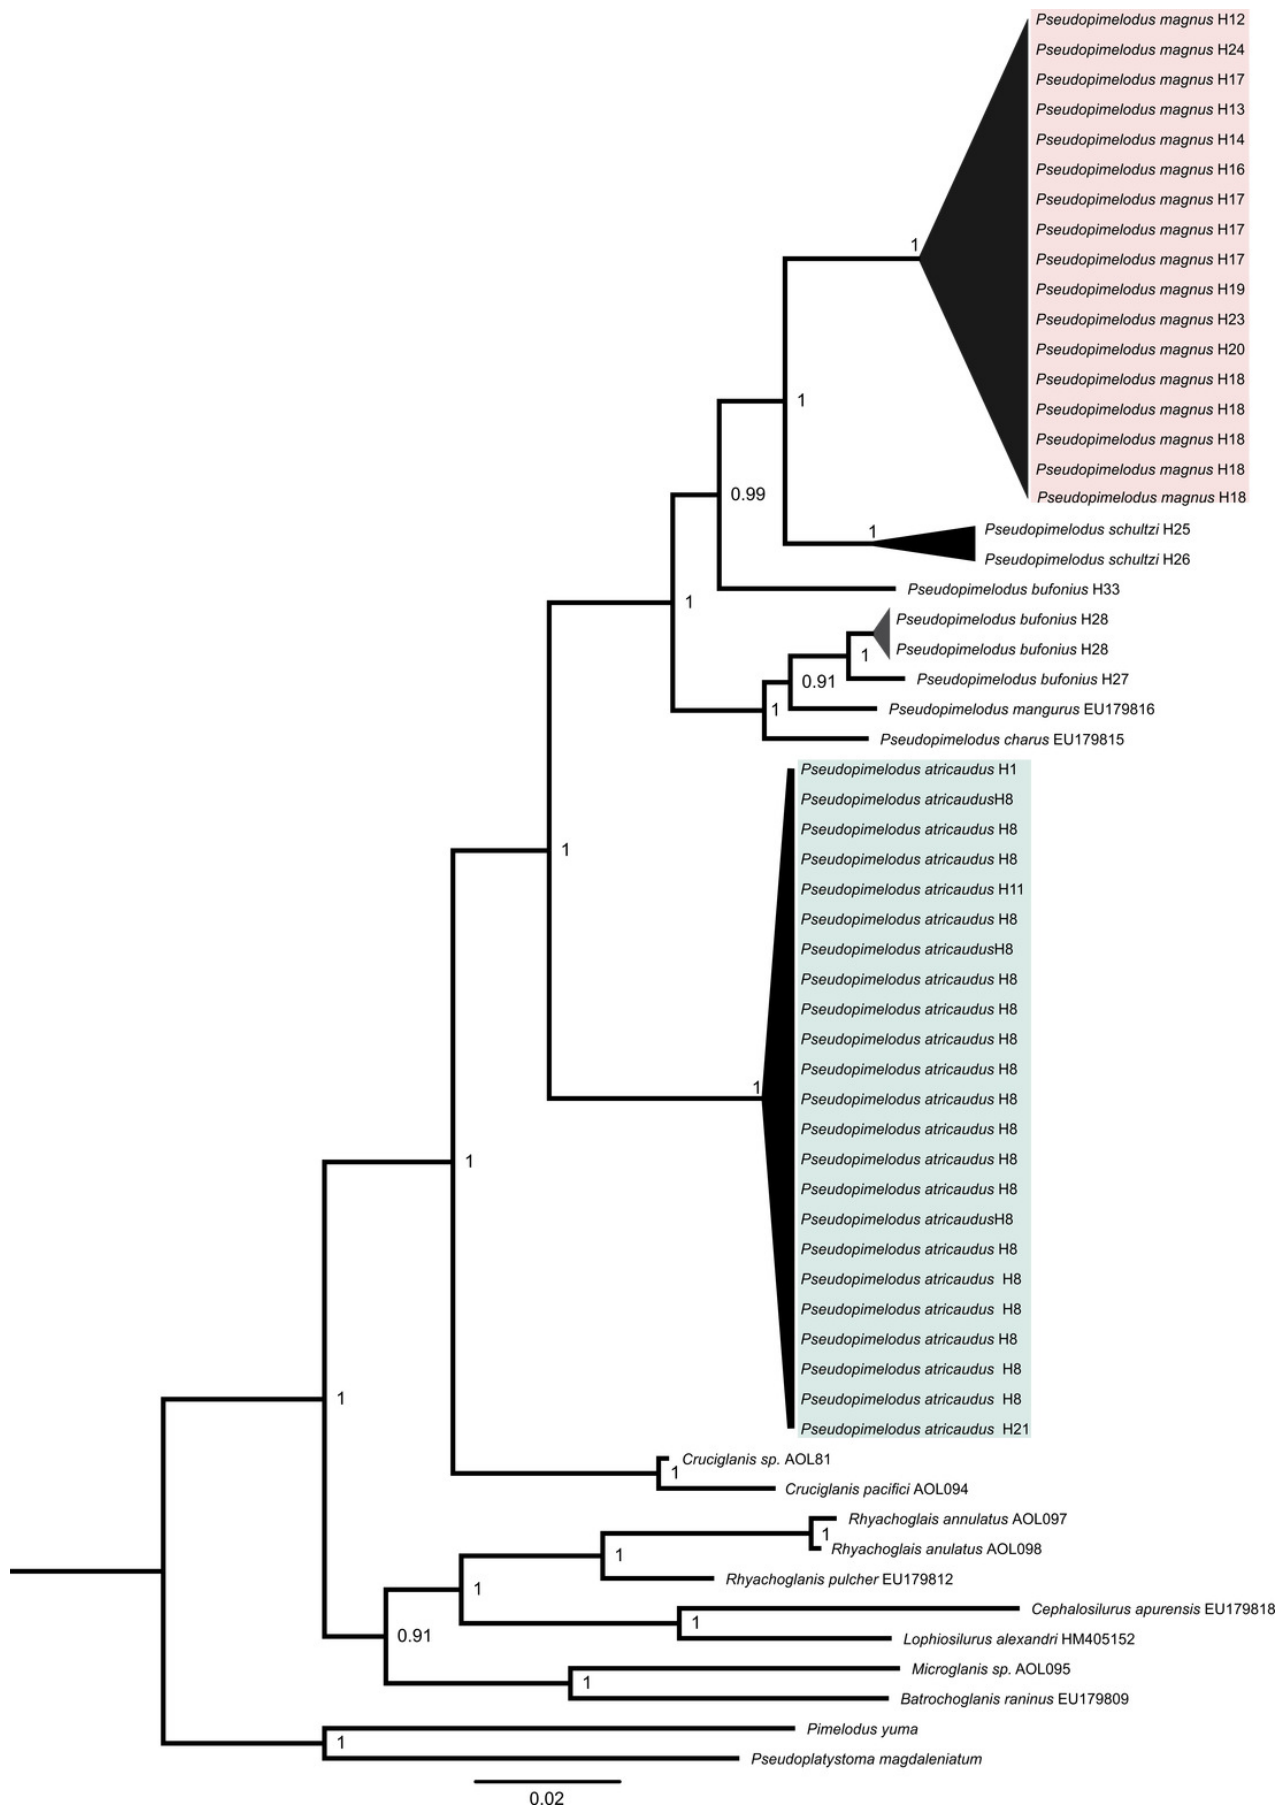 Pseudopimelodus magnus H12
Pseudopimelodus magnus H24
Pseudopimelodus magnus H17
Pseudopimelodus magnus H13
Pseudopimelodus magnus H14
Pseudopimelodus magnus H16
Pseudopimelodus magnus H17
Pseudopimelodus magnus H17
1
Pseudopimelodus magnus H17
Pseudopimelodus magnus H19
Pseudopimelodus magnus H23
Pseudopimelodus magnus H20
Pseudopimelodus magnus H18
1
Pseudopimelodus magnus H18
Pseudopimelodus magnus H18
Pseudopimelodus magnus H18
0.99
Pseudopimelodus magnus H18
1
Pseudopimelodus schultzi H25
Pseudopimelodus schultzi H26
Pseudopimelodus bufonius H33
1
Pseudopimelodus bufonius H28
1
Pseudopimelodus bufonius H28
0.91
Pseudopimelodus bufonius H27
1
Pseudopimelodus mangurus EU179816
Pseudopimelodus charus EU179815
Pseudopimelodus atricaudus H1
Pseudopimelodus atricaudusH8
Pseudopimelodus atricaudus H8
1
Pseudopimelodus atricaudus H8
Pseudopimelodus atricaudus H11
Pseudopimelodus atricaudus H8
Pseudopimelodus atricaudusH8
Pseudopimelodus atricaudus H8
Pseudopimelodus atricaudus H8
Pseudopimelodus atricaudus H8
Pseudopimelodus atricaudus H8
1
Pseudopimelodus atricaudus H8
Pseudopimelodus atricaudus H8
1
Pseudopimelodus atricaudus H8
Pseudopimelodus atricaudus H8
Pseudopimelodus atricaudusH8
Pseudopimelodus atricaudus H8
Pseudopimelodus atricaudus H8
Pseudopimelodus atricaudus H8
Pseudopimelodus atricaudus H8
Pseudopimelodus atricaudus H8
1
Pseudopimelodus atricaudus H8
Pseudopimelodus atricaudus H21
Cruciglanis sp. AOL81
1
Cruciglanis pacifici AOL094
Rhyachoglais annulatus AOL097
1
Rhyachoglais anulatus AOL098
1
Rhyachoglanis pulcher EU179812
1
Cephalosilurus apurensis EU179818
1
0.91
Lophiosilurus alexandri HM405152
Microglanis sp. AOL095
1
Batrochoglanis raninus EU179809
Pimelodus yuma
1
Pseudoplatystoma magdaleniatum
0.02